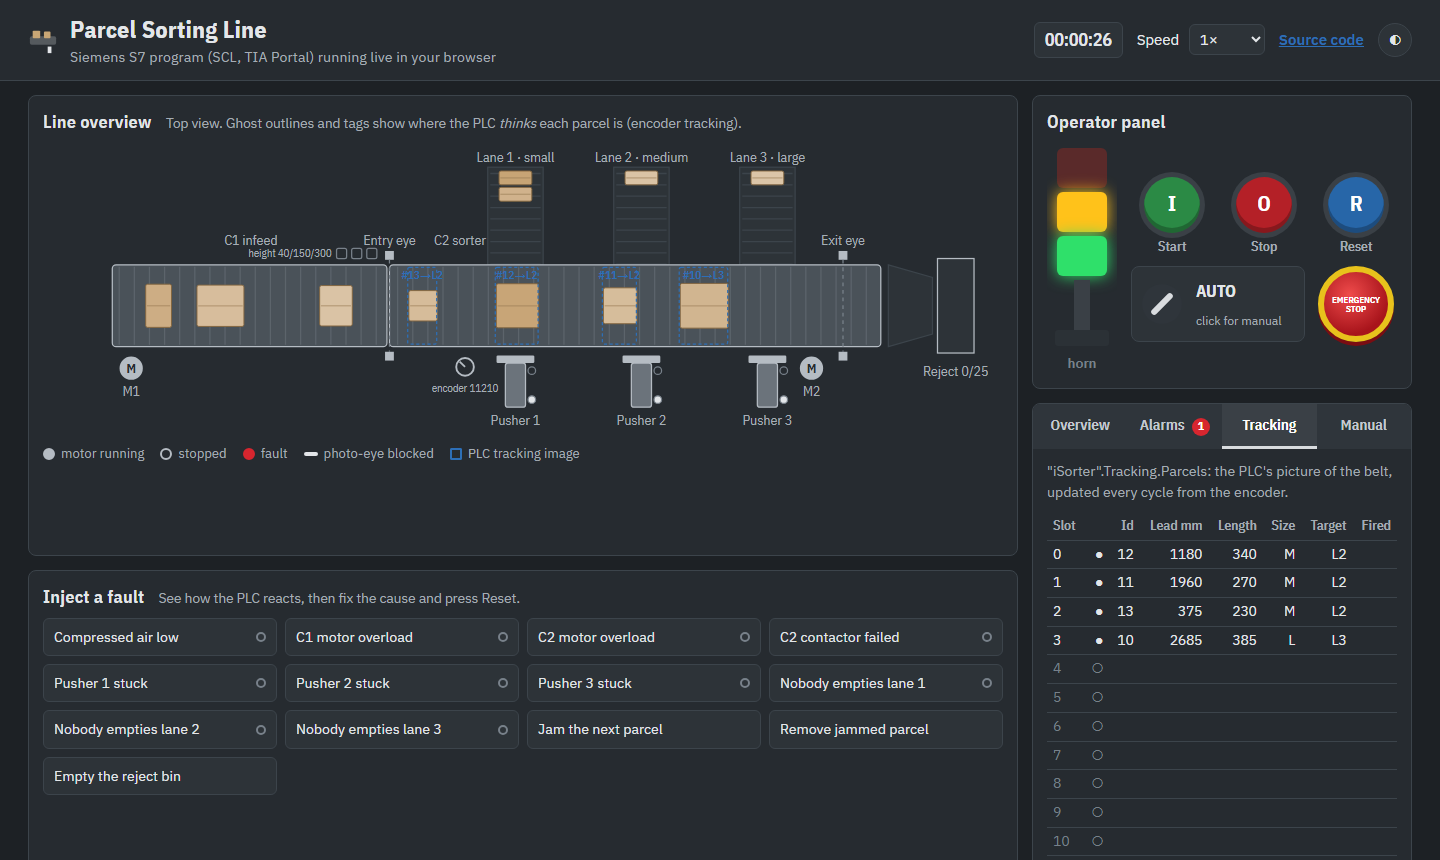 Parcel Sorting Line
Siemens S7 program (SCL, TIA Portal) running live in your browser
00:00:26
Speed
1×
Source code
Line overview
Top view. Ghost outlines and tags show where the PLC thinks each parcel is (encoder tracking).
Lane 1 · small
Lane 2 · medium
Lane 3 · large
C1 infeed
Entry eye
C2 sorter
Exit eye
height 40/150/300
#13→L2
#12→L2
#11→L2
#10→L3
M
M1
encoder 11210
M
M2
Reject 0/25
Pusher 1
Pusher 2
Pusher 3
motor running
stopped
fault
photo-eye blocked
PLC tracking image
Inject a fault
See how the PLC reacts, then fix the cause and press Reset.
Compressed air low
C1 motor overload
C2 motor overload
C2 contactor failed
Pusher 1 stuck
Pusher 2 stuck
Pusher 3 stuck
Nobody empties lane 1
Nobody empties lane 2
Nobody empties lane 3
Jam the next parcel
Remove jammed parcel
Empty the reject bin
Operator panel
I
O
R
Start
Stop
Reset
AUTO
click for manual
EMERGENCY
STOP
horn
Overview
Alarms 1
Tracking
Manual
"iSorter".Tracking.Parcels: the PLC's picture of the belt,
updated every cycle from the encoder.
Slot Id Lead mm Length Size Target Fired
0 12 1180 340 M L2
1 11 1960 270 M L2
2 13 375 230 M L2
3 10 2685 385 L L3
4
5
6
7
8
9
10